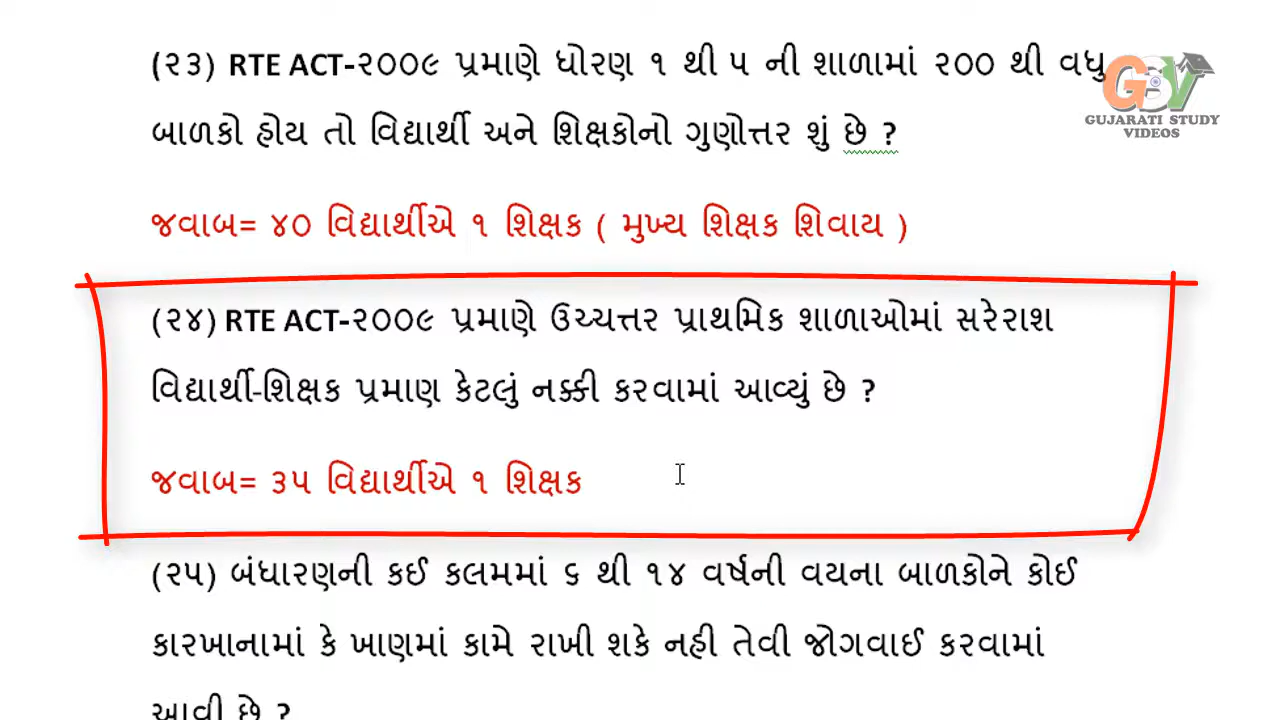 (૨૩) RTE ACT-૨૦૦૯ પ્રમાણે ધોરણ ૧ થી ૫ ની શાળામાં ૨૦૦ થી વધુ
બાળકો હોય તો વિદ્યાર્થી અને શિક્ષકોનો ગુણોત્તર શું છે ?
GSV
GUJARATI STUDY
VIDEOS
જવાબ= ૪૦ વિદ્યાર્થીએ ૧ શિક્ષક ( મુખ્ય શિક્ષક શિવાય )
(૨૪) RTE ACT-૨૦૦૯ પ્રમાણે ઉચ્ચત્તર પ્રાથમિક શાળાઓમાં સરેરાશ
વિદ્યાર્થી-શિક્ષક પ્રમાણ કેટલું નક્કી કરવામાં આવ્યું છે ?
જવાબ= ૩૫ વિદ્યાર્થીએ ૧ શિક્ષક
(૨૫) બંધારણની કઈ કલમમાં ૬ થી ૧૪ વર્ષની વયના બાળકોને કોઈ
કારખાનામાં કે ખાણમાં કામે રાખી શકે નહી તેવી જોગવાઈ કરવામાં
આવી છે ?